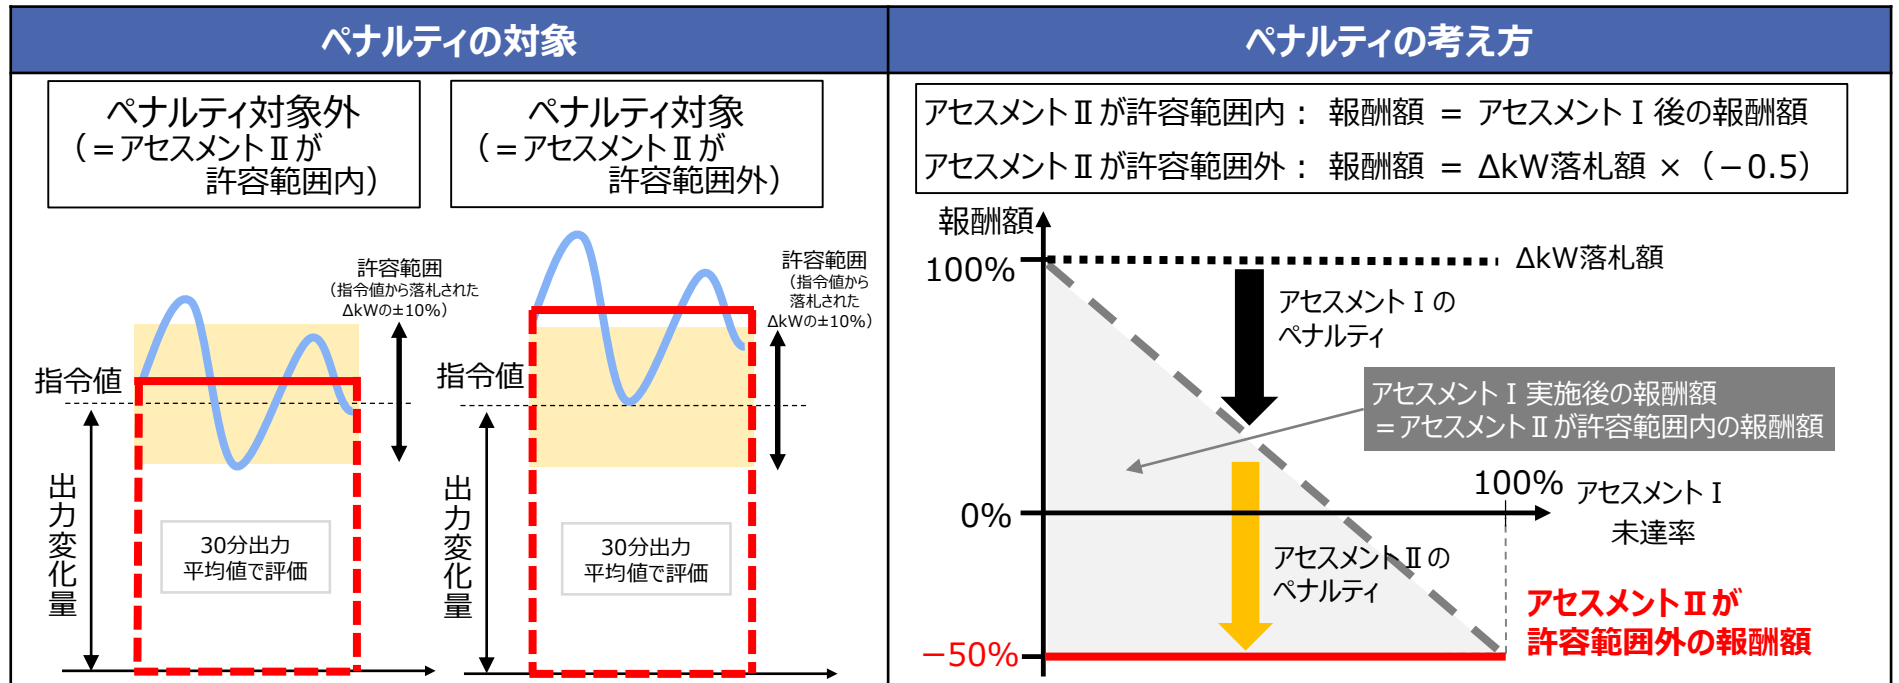 ペナルティの対象
ペナルティの考え方
ペナルティ対象外
（＝アセスメントⅡが
許容範囲内）
ペナルティ対象
（＝アセスメントⅡが
許容範囲外）
許容範囲
（指令値から落札された
ΔkWの±10%）
指令値
出力変化量
30分出力
平均値で評価
許容範囲
（指令値から
落札された
ΔkWの±10%）
指令値
出力変化量
30分出力
平均値で評価
アセスメントⅡが許容範囲内： 報酬額 ＝ アセスメントⅠ後の報酬額
アセスメントⅡが許容範囲外： 報酬額 ＝ ΔkW落札額 ×（－0.5）
報酬額
100%
ΔkW落札額
アセスメントⅠの
ペナルティ
アセスメントⅠ実施後の報酬額
＝アセスメントⅡが許容範囲内の報酬額
100%
アセスメントⅠ
未達率
0%
アセスメントⅡの
ペナルティ
アセスメントⅡが
許容範囲外の報酬額
－50%